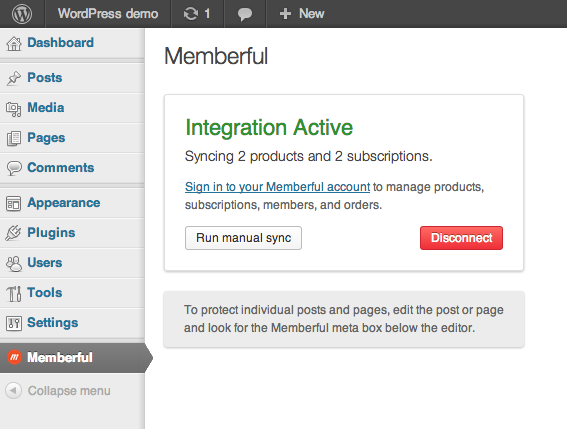 WordPress demo 1 + New
Dashboard
Posts
Media
Pages
Comments
Appearance
Plugins
Users
Tools
Settings
m Memberful
Collapse menu
Memberful
Integration Active
Syncing 2 products and 2 subscriptions.
Sign in to your Memberful account to manage products,
subscriptions, members, and orders.
Run manual sync Disconnect
To protect individual posts and pages, edit the post or page
and look for the Memberful meta box below the editor.